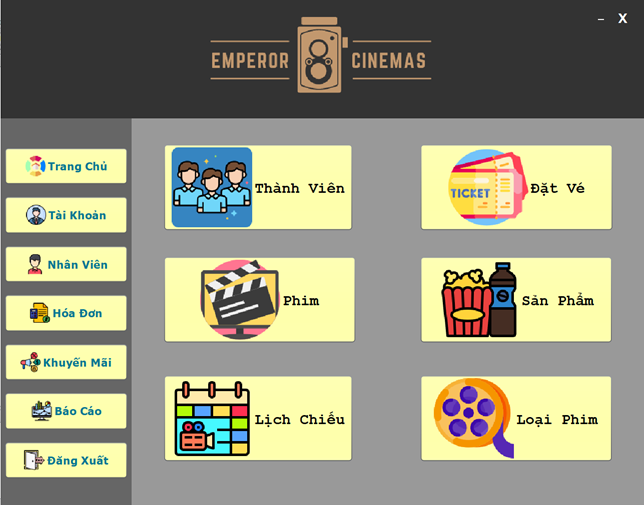 – X
EMPEROR CINEMAS
Trang Chủ
Tài Khoản
Nhân Viên
Hóa Đơn
Khuyến Mãi
Báo Cáo
Đăng Xuất
Thành Viên
TICKET Đặt Vé
Phim
Sản Phẩm
Lịch Chiếu
Loại Phim